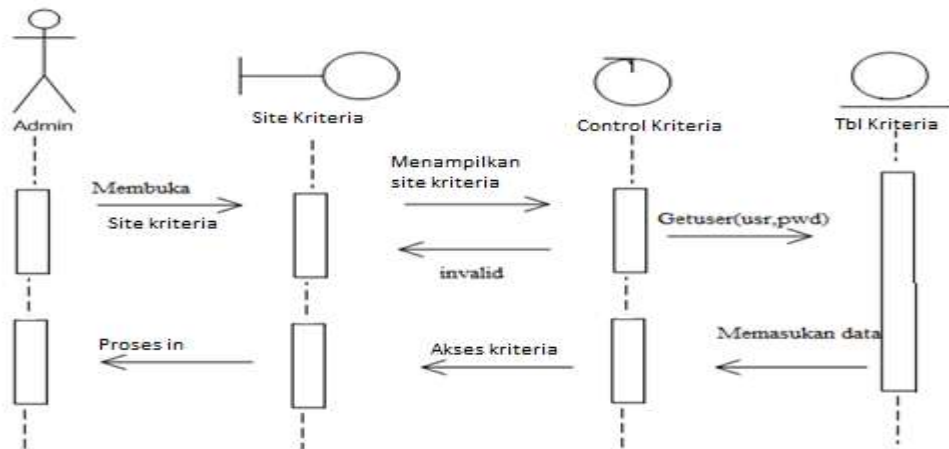 Admin
Site Kriteria
Control Kriteria
Tbl Kriteria
Membuka
Site kriteria
Menampilkan
site kriteria
Getuser(usr,pwd)
invalid
Memasukan data
Akses kriteria
Proses in